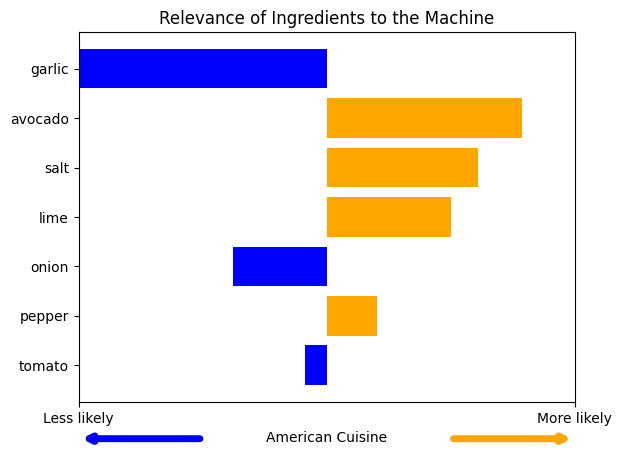 Relevance of Ingredients to the Machine
garlic
avocado
salt
lime
onion
pepper
tomato
Less likely
More likely
American Cuisine